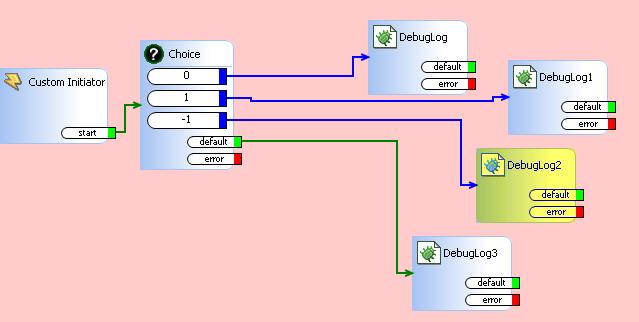 Custom Initiator
start
Choice
0
1
-1
default
error
DebugLog
default
error
DebugLog1
default
error
DebugLog2
default
error
DebugLog3
default
error